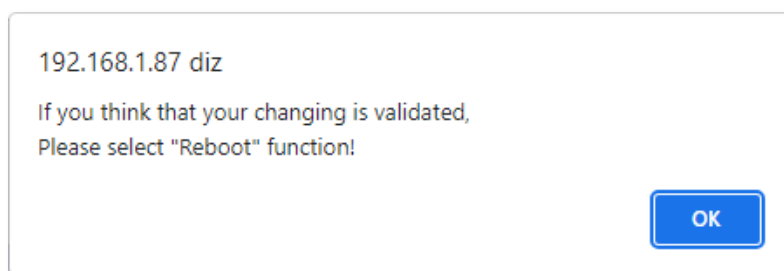 192.168.1.87 diz
If you think that your changing is validated,
Please select "Reboot" function!
OK